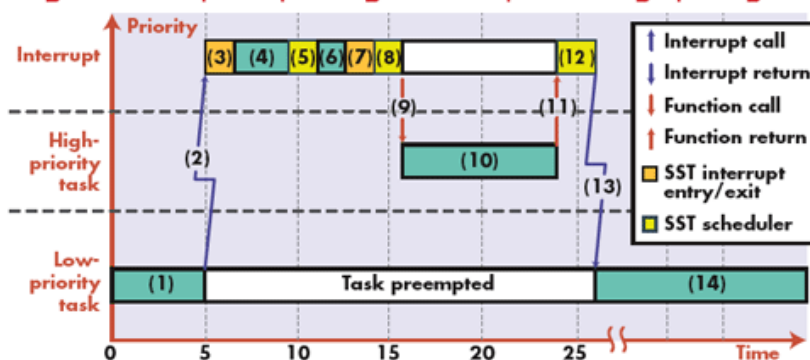 Priority
Interrupt
(3) (4) (5) (6) (7) (8) (12)
(9) (11)
High-
priority
task
(10)
(2)
(13)
Low-
priority
task
(1) Task preempted (14)
0 5 10 15 20 25 Time
Interrupt call
Interrupt return
Function call
Function return
SST interrupt
entry/exit
SST scheduler